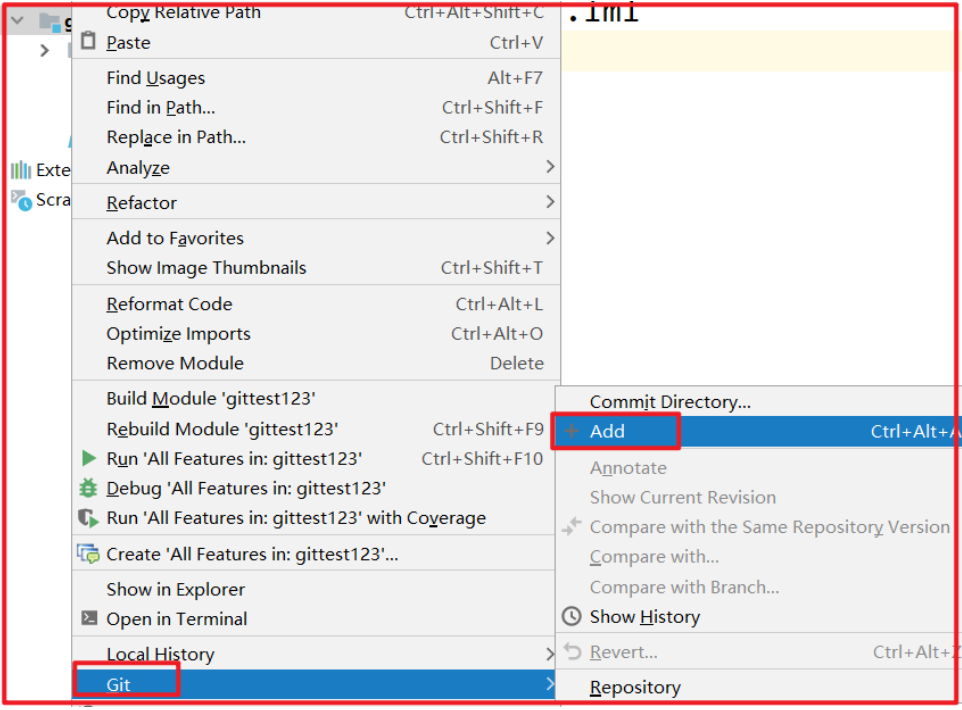 Copy Relative Path Ctrl+Alt+Shift+C
.iml
Paste Ctrl+V
Find Usages Alt+F7
Find in Path... Ctrl+Shift+F
Replace in Path... Ctrl+Shift+R
Analyze
Exte
Scra
Refactor
Add to Favorites
Show Image Thumbnails Ctrl+Shift+T
Reformat Code Ctrl+Alt+L
Optimize Imports Ctrl+Alt+O
Remove Module Delete
Build Module 'gittest123'
Rebuild Module 'gittest123' Ctrl+Shift+F9
Run 'All Features in: gittest123' Ctrl+Shift+F10
Debug 'All Features in: gittest123'
Run 'All Features in: gittest123' with Coverage
Create 'All Features in: gittest123'...
Show in Explorer
Open in Terminal
Local History
Git
Commit Directory...
Add Ctrl+Alt+A
Annotate
Show Current Revision
Compare with the Same Repository Version
Compare with...
Compare with Branch...
Show History
Revert... Ctrl+Alt+Z
Repository